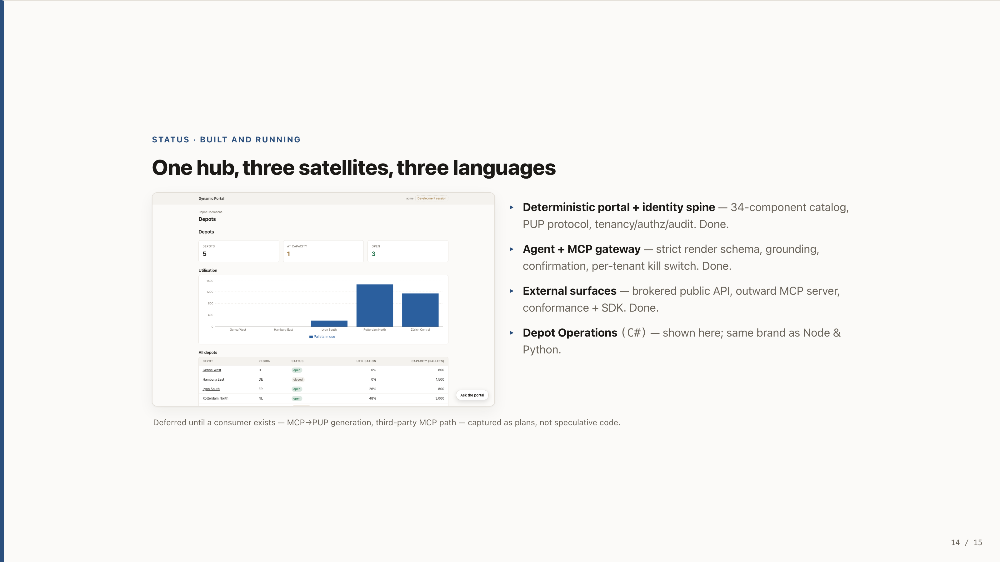 STATUS · BUILT AND RUNNING
One hub, three satellites, three languages
Dynamic Portal
acme Development session
Depot Operations
Depots
Depots
DEPOTS
5
AT CAPACITY
1
OPEN
3
Utilisation
1600
1200
800
400
0
Genoa West Hamburg East Lyon South Rotterdam North Zürich Central
Pallets in use
All depots
DEPOT REGION STATUS UTILISATION CAPACITY (PALLETS)
Genoa West IT open 0% 600
Hamburg East DE closed 0% 1,500
Lyon South FR open 26% 800
Rotterdam North NL open 48% 3,000
Ask the portal
▸ Deterministic portal + identity spine — 34-component catalog,
PUP protocol, tenancy/authz/audit. Done.
▸ Agent + MCP gateway — strict render schema, grounding,
confirmation, per-tenant kill switch. Done.
▸ External surfaces — brokered public API, outward MCP server,
conformance + SDK. Done.
▸ Depot Operations (C#) — shown here; same brand as Node &
Python.
Deferred until a consumer exists — MCP→PUP generation, third-party MCP path — captured as plans, not speculative code.
14 / 15